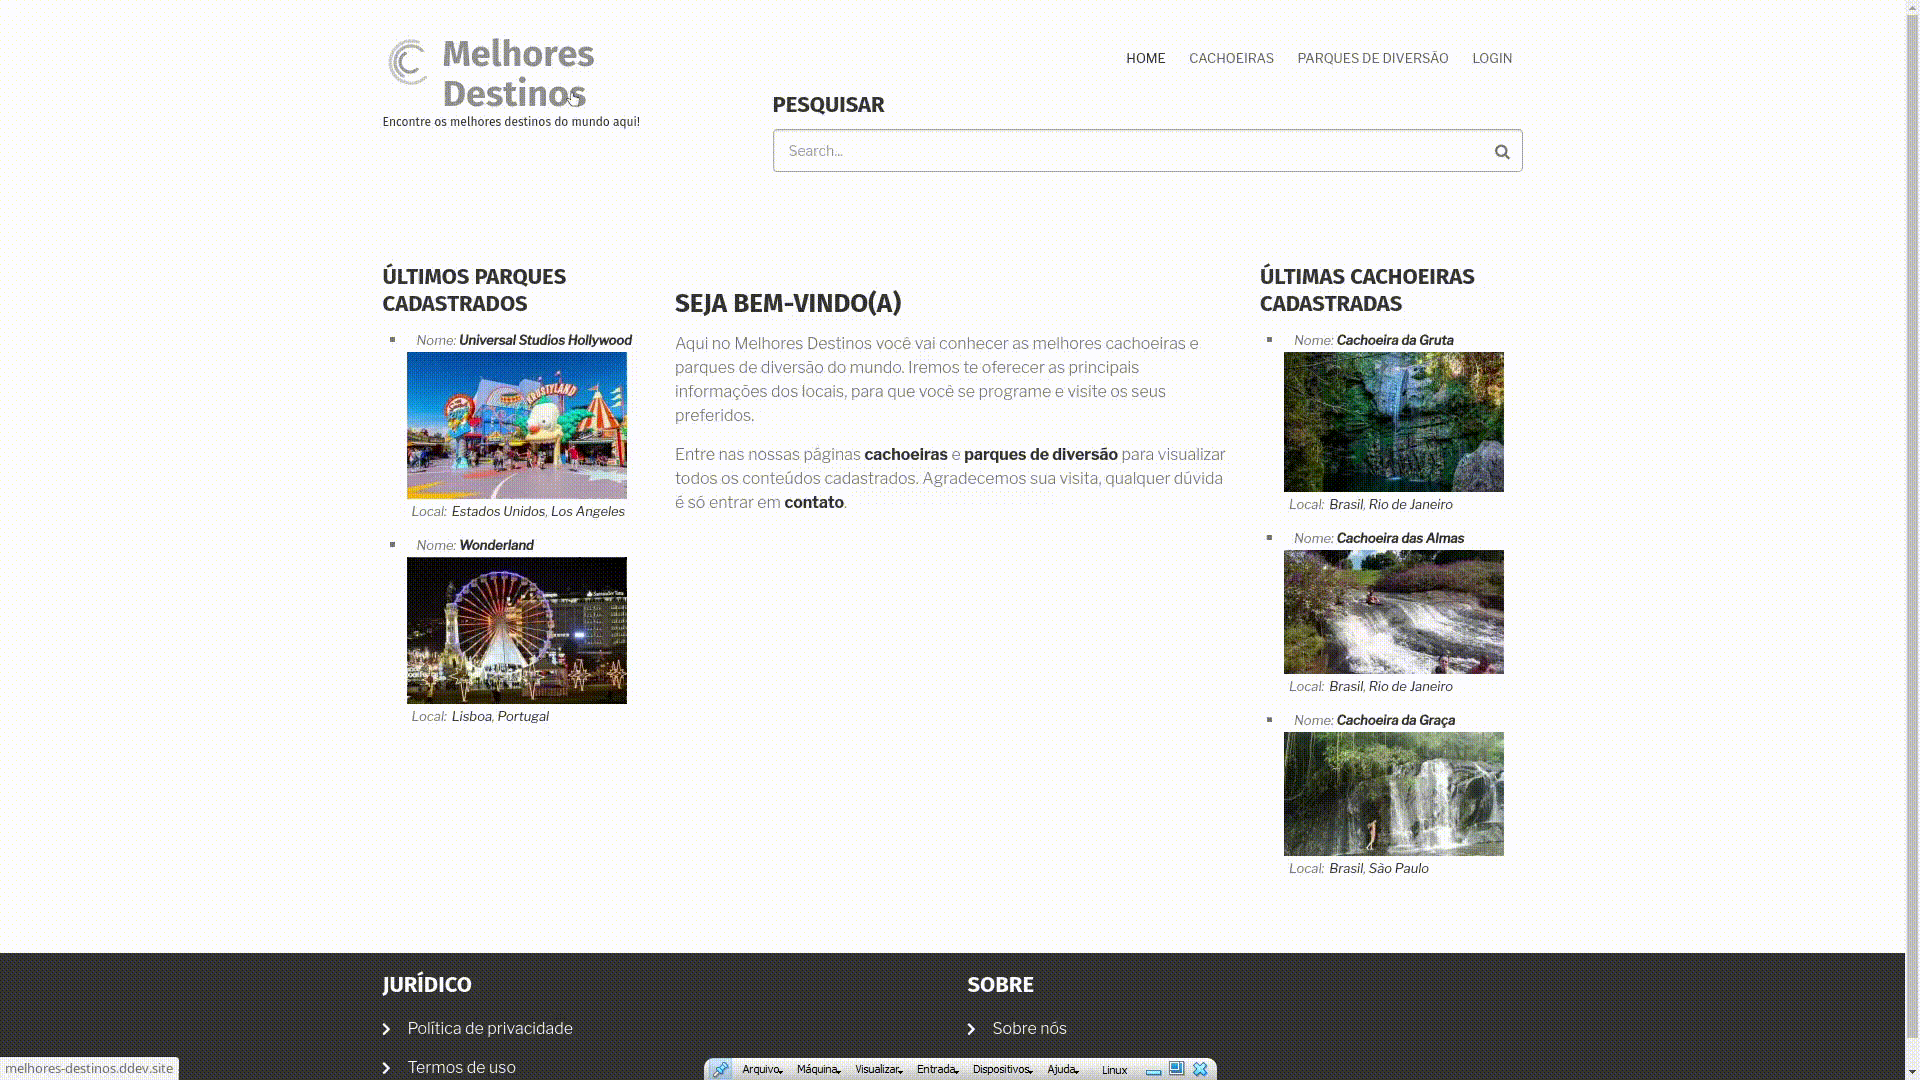 Melhores
Destinos
Encontre os melhores destinos do mundo aqui!
HOME CACHOEIRAS PARQUES DE DIVERSÃO LOGIN
PESQUISAR
Search...
ÚLTIMOS PARQUES
CADASTRADOS
Nome: Universal Studios Hollywood
KRUSTYLAND
Local: Estados Unidos, Los Angeles
Nome: Wonderland
Local: Lisboa, Portugal
SEJA BEM-VINDO(A)
Aqui no Melhores Destinos você vai conhecer as melhores cachoeiras e
parques de diversão do mundo. Iremos te oferecer as principais
informações dos locais, para que você se programe e visite os seus
preferidos.
Entre nas nossas páginas cachoeiras e parques de diversão para visualizar
todos os conteúdos cadastrados. Agradecemos sua visita, qualquer dúvida
é só entrar em contato.
ÚLTIMAS CACHOEIRAS
CADASTRADAS
Nome: Cachoeira da Gruta
Local: Brasil, Rio de Janeiro
Nome: Cachoeira das Almas
Local: Brasil, Rio de Janeiro
Nome: Cachoeira da Graça
Local: Brasil, São Paulo
JURÍDICO
Política de privacidade
Termos de uso
SOBRE
Sobre nós
melhores-destinos.ddev.site
Arquivo Máquina Visualizar Entrada Dispositivos Ajuda Linux